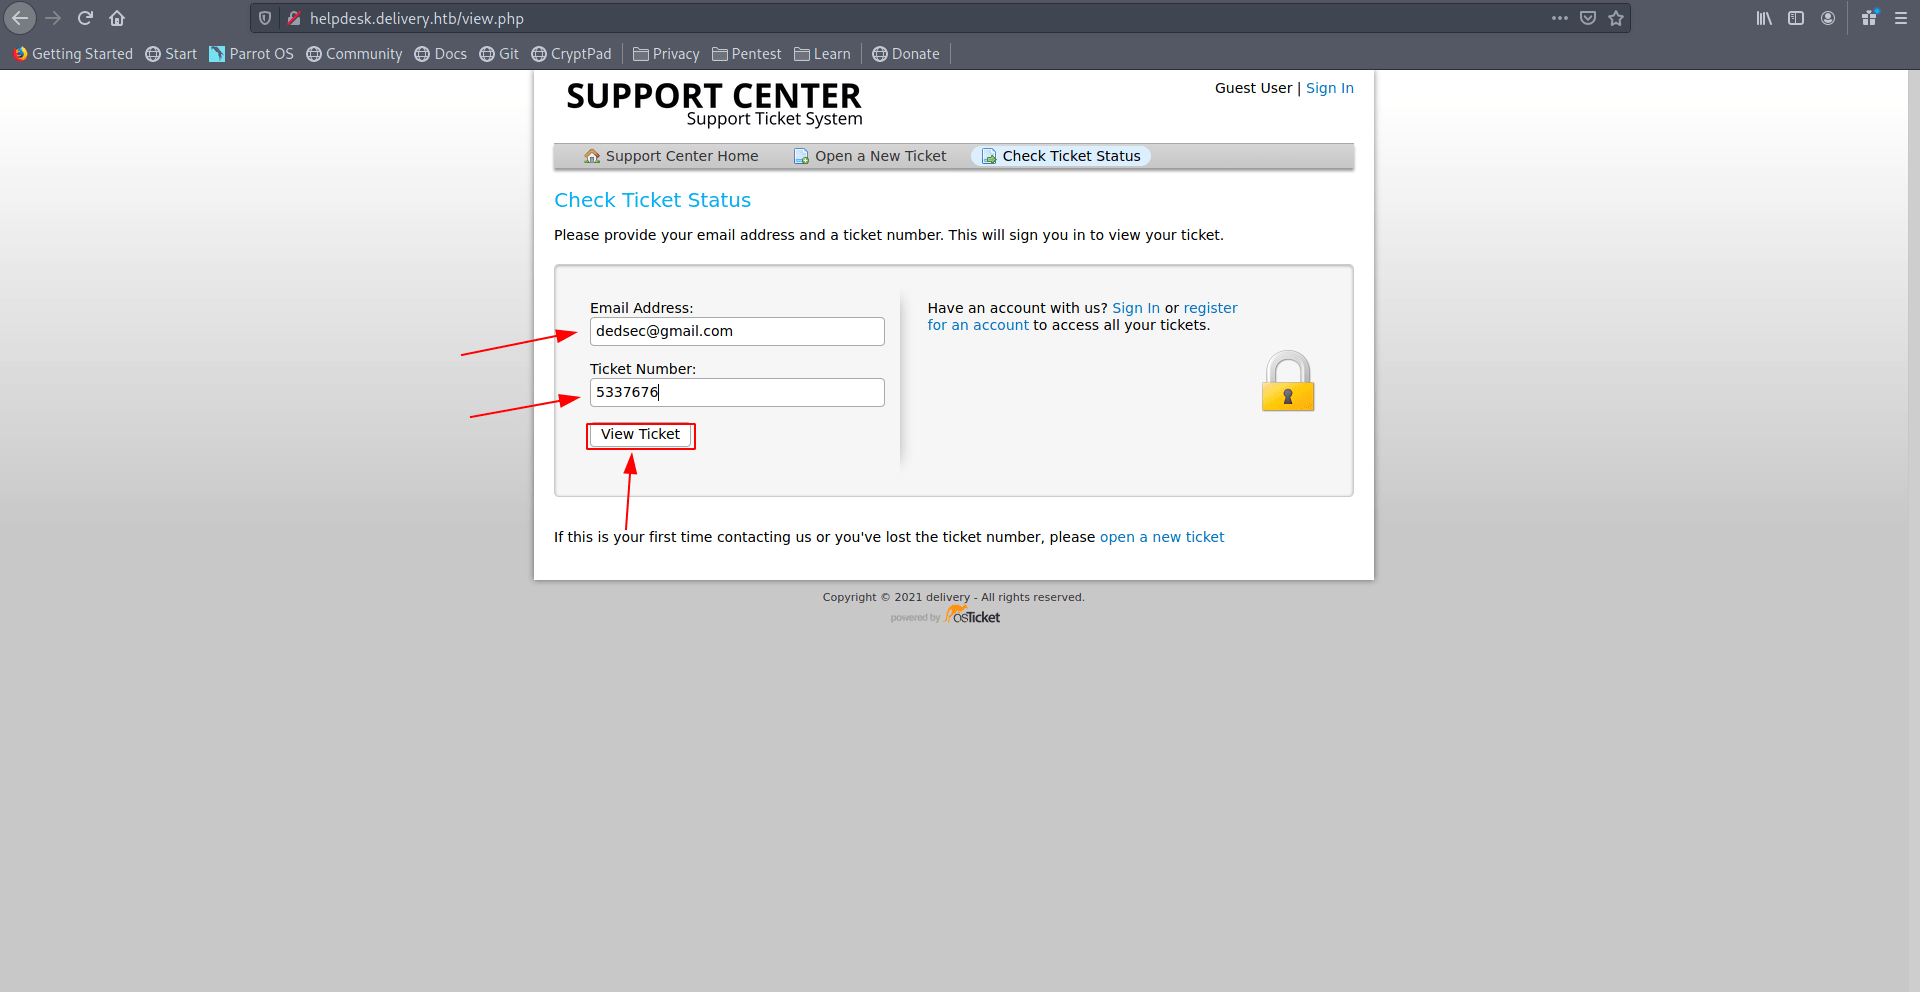 helpdesk.delivery.htb/view.php
Getting Started Start Parrot OS Community Docs Git CryptPad Privacy Pentest Learn Donate
SUPPORT CENTER
Support Ticket System
Guest User | Sign In
Support Center Home Open a New Ticket Check Ticket Status
Check Ticket Status
Please provide your email address and a ticket number. This will sign you in to view your ticket.
Email Address:
dedsec@gmail.com
Ticket Number:
5337676
View Ticket
Have an account with us? Sign In or register
for an account to access all your tickets.
If this is your first time contacting us or you've lost the ticket number, please open a new ticket
Copyright © 2021 delivery - All rights reserved.
powered by osTicket